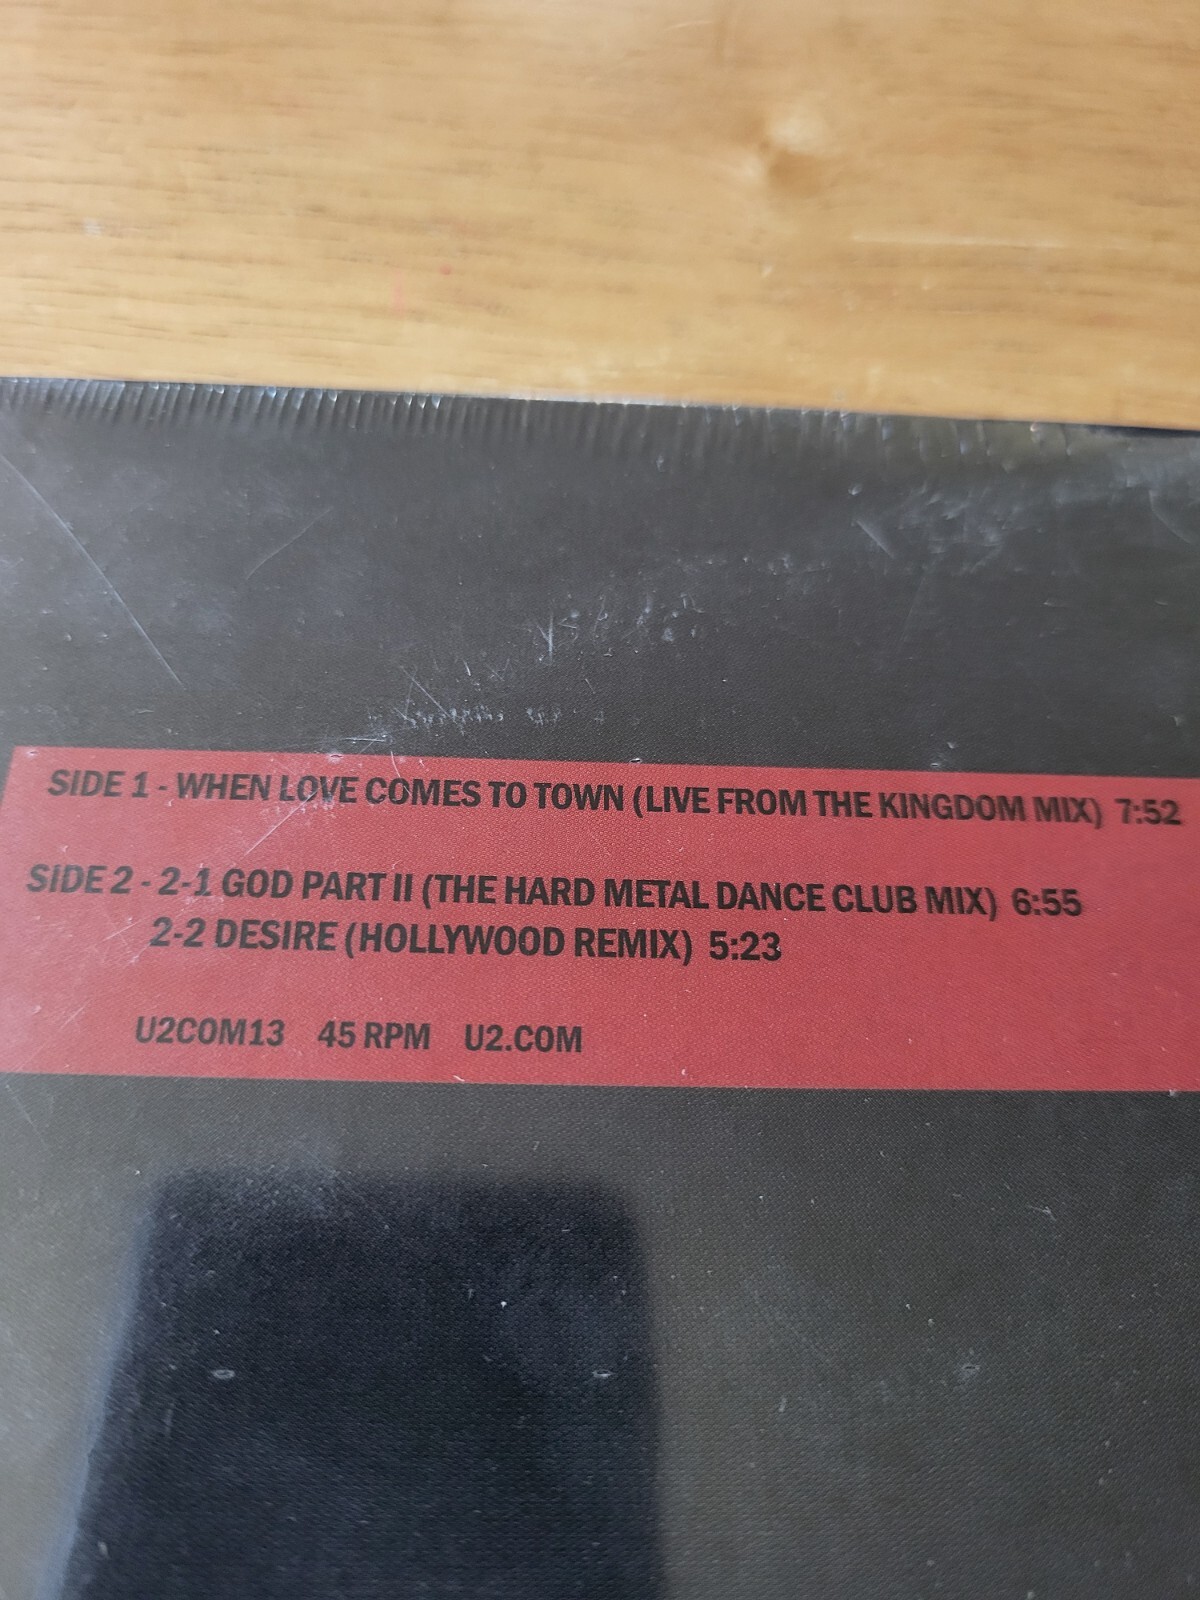 SIDE 1 - WHEN LOVE COMES TO TOWN (LIVE FROM THE KINGDOM MIX) 7:52
SIDE 2 - 2-1 GOD PART II (THE HARD METAL DANCE CLUB MIX) 6:55
2-2 DESIRE (HOLLYWOOD REMIX) 5:23
U2COM13 45 RPM U2.COM